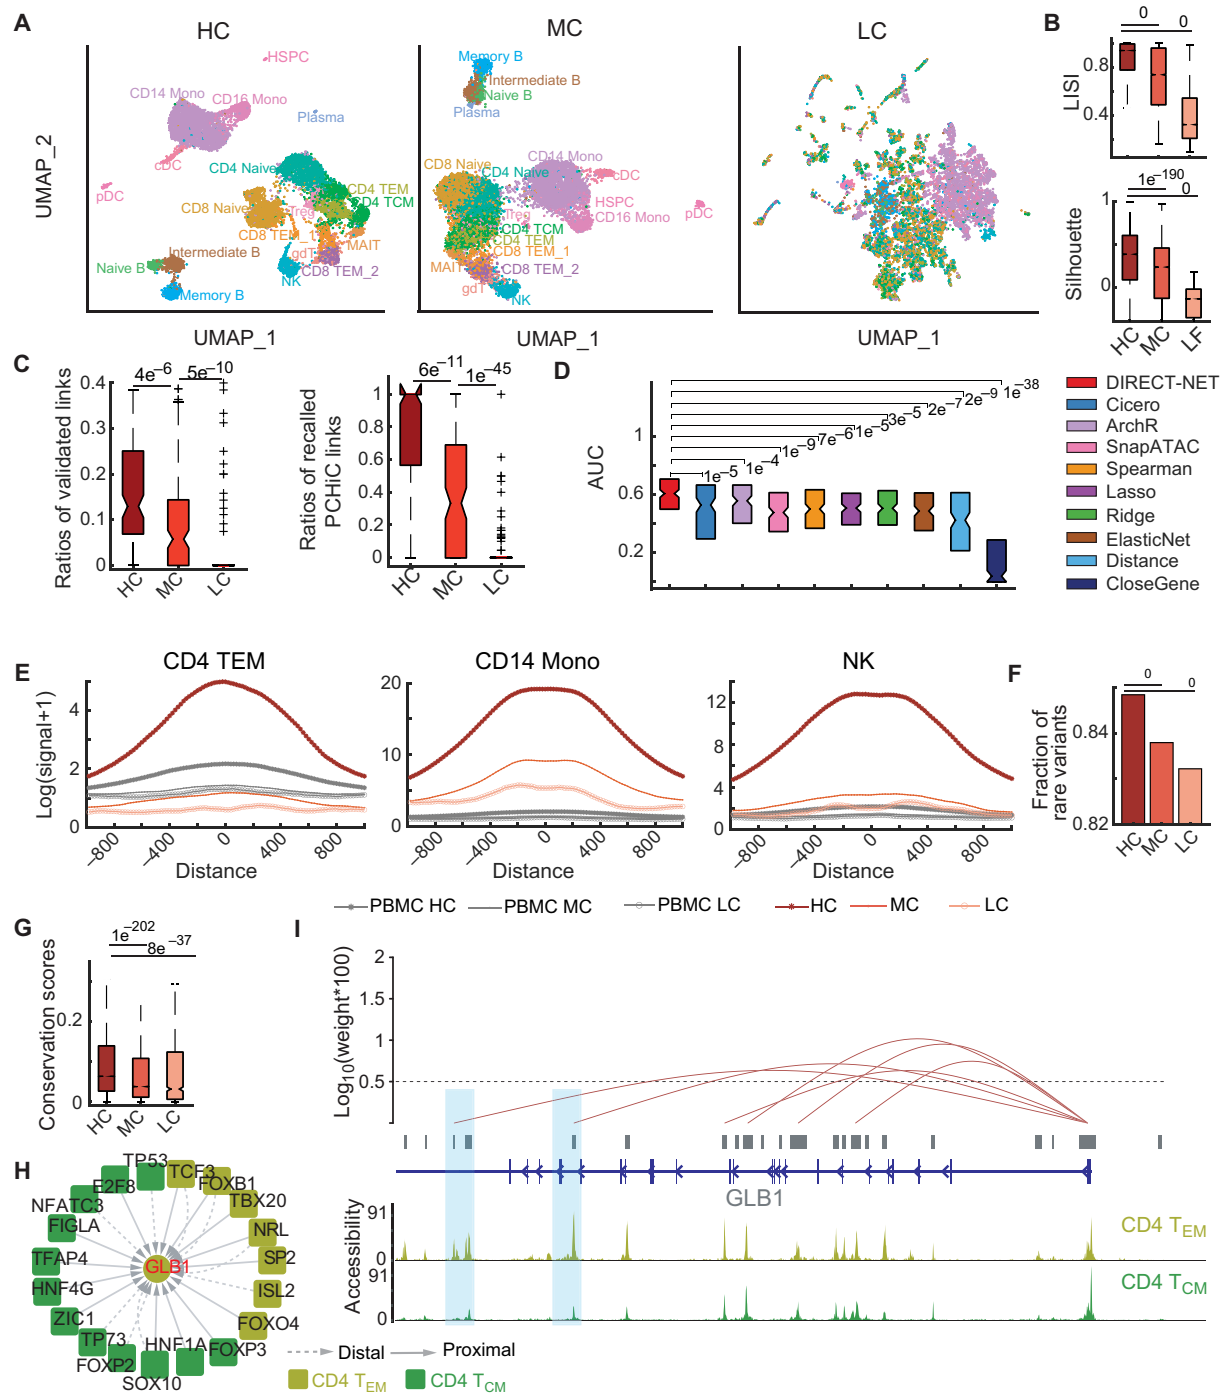 A
HC
MC
LC
UMAP_2
HSPC
CD14 Mono
CD16 Mono
Plasma
cDC
pDC
CD4 Naive
CD4 TEM
CD4 TCM
CD8 Naive
Treg
CD8 TEM_1
MAIT
gdT
CD8 TEM_2
NK
Intermediate B
Naive B
Memory B
UMAP_1
Memory B
Intermediate B
Naive B
Plasma
CD14 Mono
CD8 Naive
CD4 Naive
cDC
HSPC
CD16 Mono
pDC
Treg
CD4 TCM
CD4 TEM
CD8 TEM_1
MAIT
CD8 TEM_2
gdT
NK
UMAP_1
UMAP_1
B
0
0
LISI
0.8
0.4
1e-190
0
Silhouette
1
0
HC
MC
LF
C
4e-6
5e-10
Ratios of validated links
0.4
0.3
0.2
0.1
0
HC
MC
LC
6e-11
1e-45
Ratios of recalled
PCHiC links
1
0.8
0.6
0.4
0.2
0
HC
MC
LC
D
1e-38
2e-9
2e-7
3e-5
1e-5
7e-6
1e-9
1e-4
1e-5
AUC
1
0.6
0.2
DIRECT-NET
Cicero
ArchR
SnapATAC
Spearman
Lasso
Ridge
ElasticNet
Distance
CloseGene
E
CD4 TEM
CD14 Mono
NK
Log(signal+1)
4
2
0
-800
-400
0
400
800
Distance
20
10
0
-800
-400
0
400
800
Distance
12
8
4
0
-800
-400
0
400
800
Distance
PBMC HC
PBMC MC
PBMC LC
HC
MC
LC
F
0
0
Fraction of
rare variants
0.84
0.82
HC
MC
LC
G
1e-202
8e-37
Conservation scores
0.2
0
HC
MC
LC
H
TP53
TCF3
E2F8
FOXB1
NFATC3
TBX20
FIGLA
NRL
TFAP4
GLB1
SP2
HNF4G
ISL2
ZIC1
FOXO4
TP73
HNF1A
FOXP3
FOXP2
SOX10
Distal
Proximal
CD4 TEM
CD4 TCM
I
Log10(weight*100)
2
1.5
1
0.5
GLB1
Accessibility
91
0
CD4 TEM
91
0
CD4 TCM